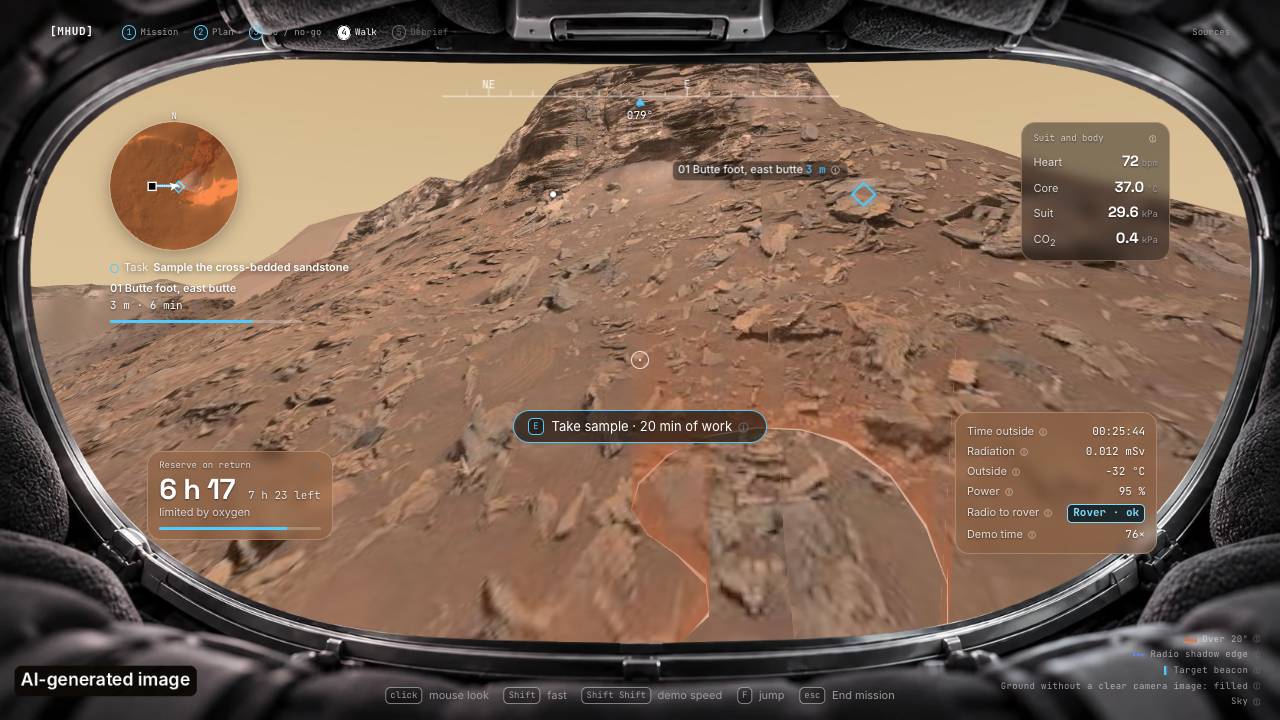 [MHUD]
1 Mission
2 Plan
3 / no-go
4 Walk
5 Debrief
Sources
NE
E
079°
N
01 Butte foot, east butte 3 m
Task Sample the cross-bedded sandstone
01 Butte foot, east butte
3 m · 6 min
Suit and body
Heart 72 bpm
Core 37.0 °C
Suit 29.6 kPa
CO2 0.4 kPa
E Take sample · 20 min of work
Reserve on return
6 h 17 7 h 23 left
limited by oxygen
Time outside 00:25:44
Radiation 0.012 mSv
Outside -32 °C
Power 95 %
Radio to rover Rover · ok
Demo time 76×
Over 20°
Radio shadow edge
Target beacon
Ground without a clear camera image: filled
Sky
AI-generated image
click mouse look
Shift fast
Shift Shift demo speed
F jump
esc End mission